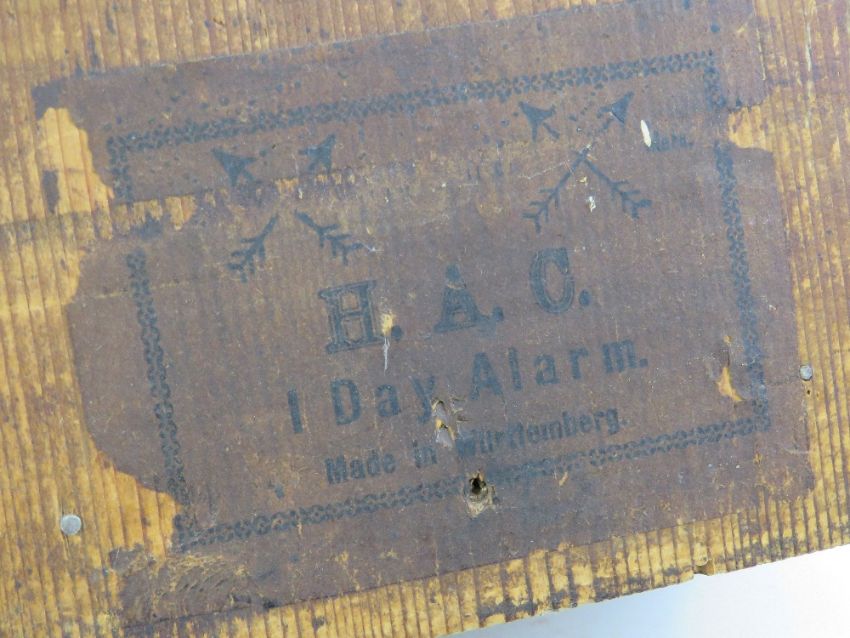 H. A. C.
1 Day Alarm.
Made in Württemberg.